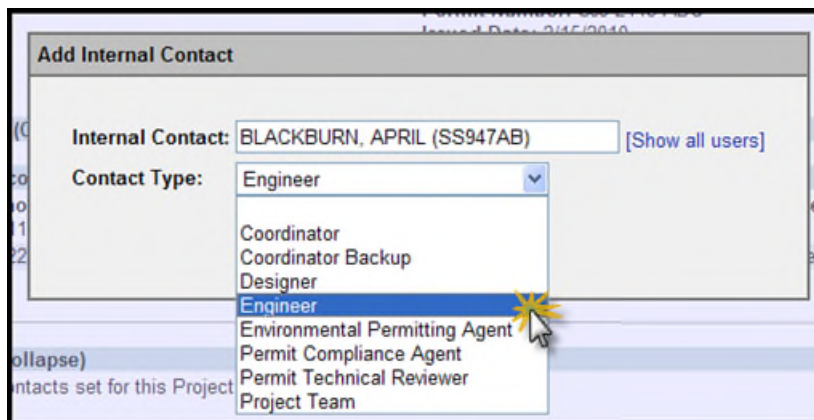 Add Internal Contact
Internal Contact: BLACKBURN, APRIL (SS947AB) [Show all users]
Contact Type: Engineer
Coordinator
Coordinator Backup
Designer
Engineer
Environmental Permitting Agent
Permit Compliance Agent
Permit Technical Reviewer
Project Team
ollapse)
ntacts set for this Project